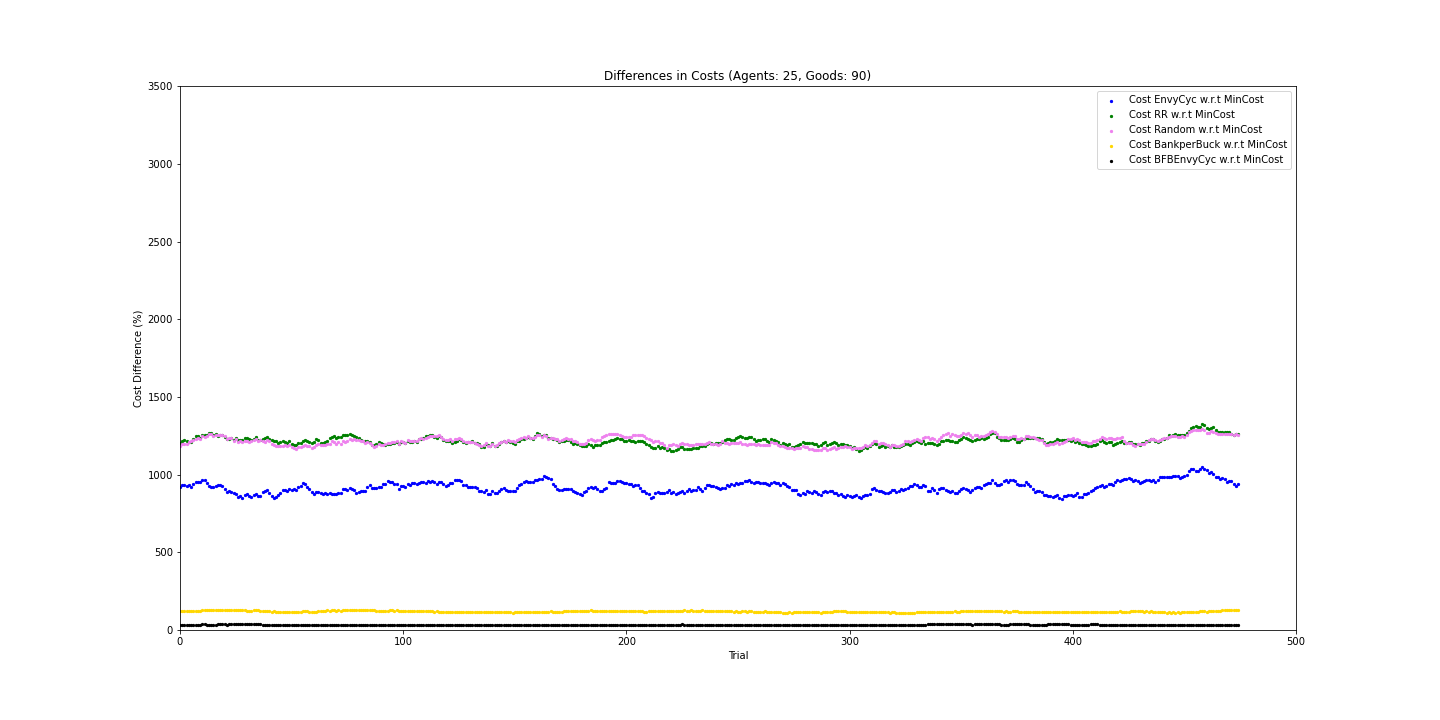 Differences in Costs (Agents: 25, Goods: 90)
3500
3000
2500
2000
1500
1000
500
0
Cost Difference (%)
Cost EnvyCyc w.r.t MinCost
Cost RR w.r.t MinCost
Cost Random w.r.t MinCost
Cost BankperBuck w.r.t MinCost
Cost BFBEnvyCyc w.r.t MinCost
0 100 200 300 400 500
Trial